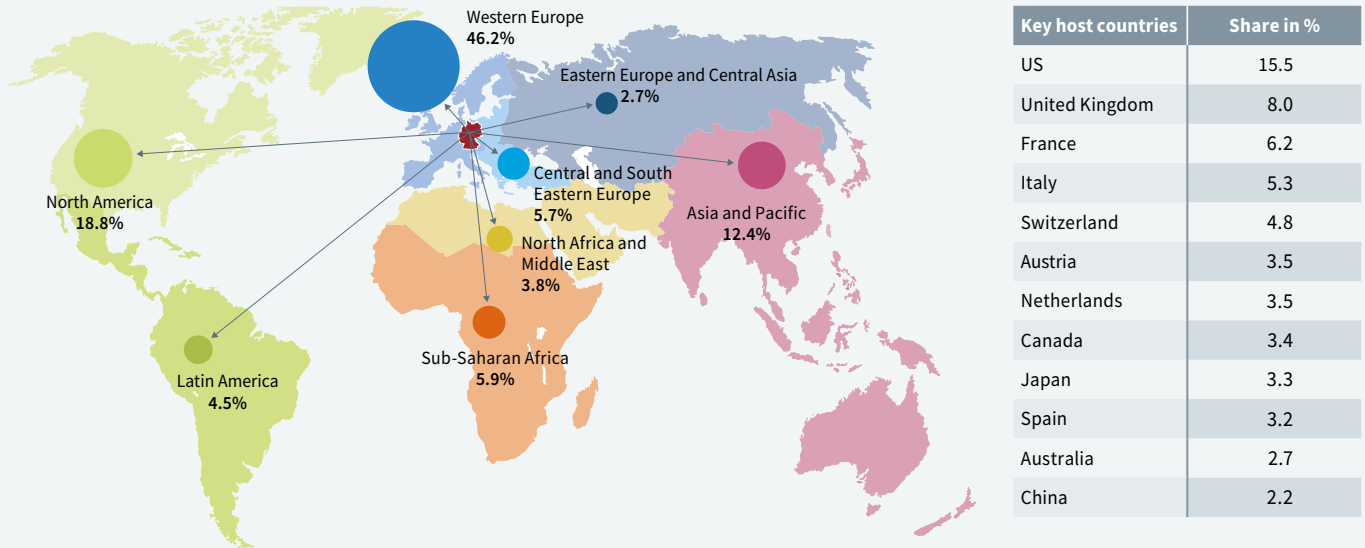 Western Europe
46.2%
Eastern Europe and Central Asia
2.7%
North America
18.8%
Central and South
Eastern Europe
5.7%
Asia and Pacific
12.4%
North Africa and
Middle East
3.8%
Sub-Saharan Africa
5.9%
Latin America
4.5%
Key host countries Share in %
US 15.5
United Kingdom 8.0
France 6.2
Italy 5.3
Switzerland 4.8
Austria 3.5
Netherlands 3.5
Canada 3.4
Japan 3.3
Spain 3.2
Australia 2.7
China 2.2